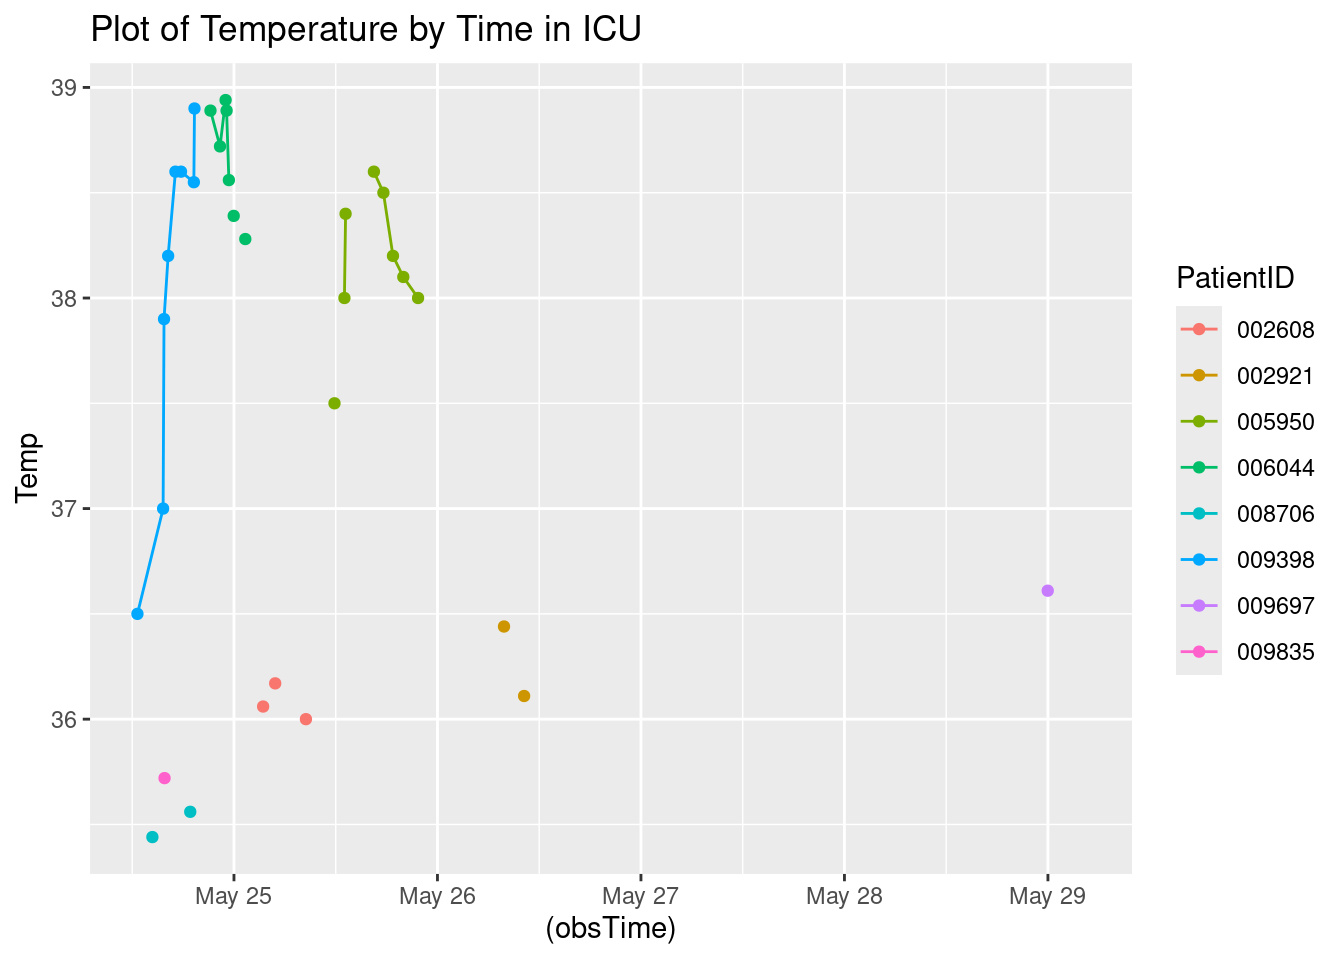 Plot of Temperature by Time in ICU
39
38
37
36
Temp
May 25
May 26
May 27
May 28
May 29
(obsTime)
PatientID
002608
002921
005950
006044
008706
009398
009697
009835